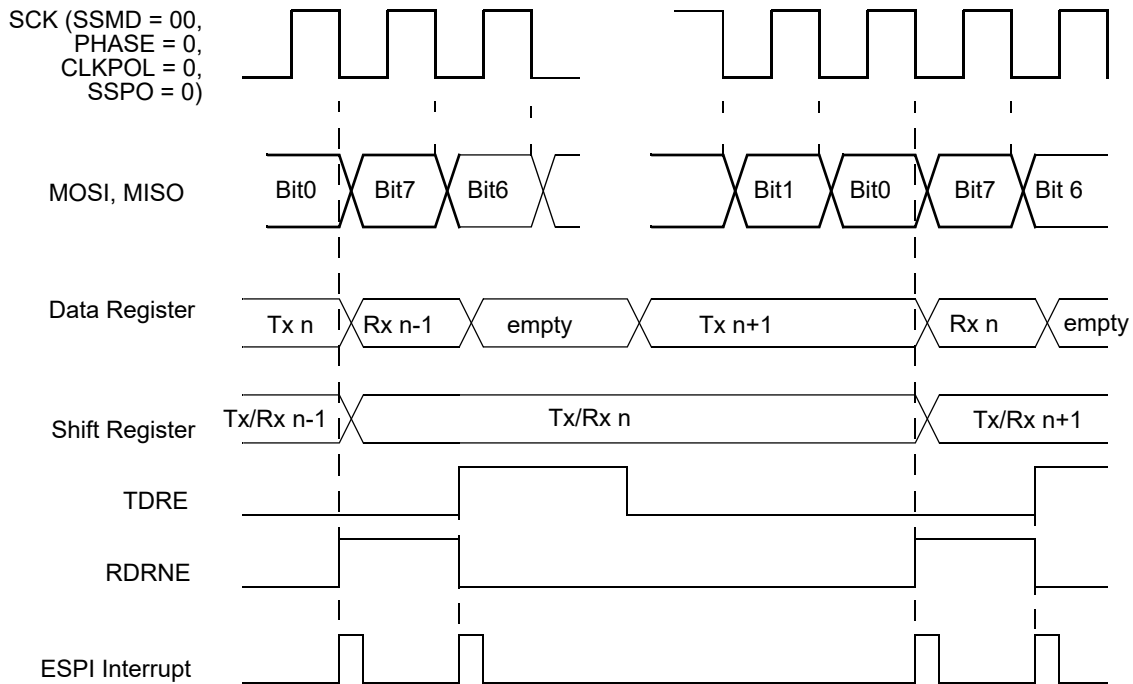 SCK (SSMD = 00,
PHASE = 0,
CLKPOL = 0,
SSPO = 0)
MOSI, MISO
Bit0
Bit7
Bit6
Bit1
Bit0
Bit7
Bit 6
Data Register
Tx n
Rx n-1
empty
Tx n+1
Rx n
empty
Shift Register
Tx/Rx n-1
Tx/Rx n
Tx/Rx n+1
TDRE
RDRNE
ESPI Interrupt